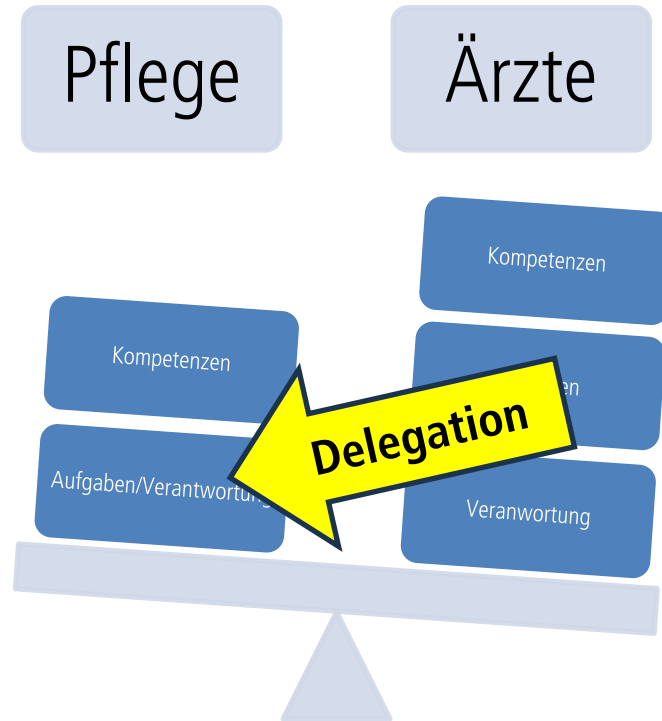 Pflege
Ärzte
Kompetenzen
Kompetenzen
Delegation
Aufgaben/Verantwortung
Veranwortung